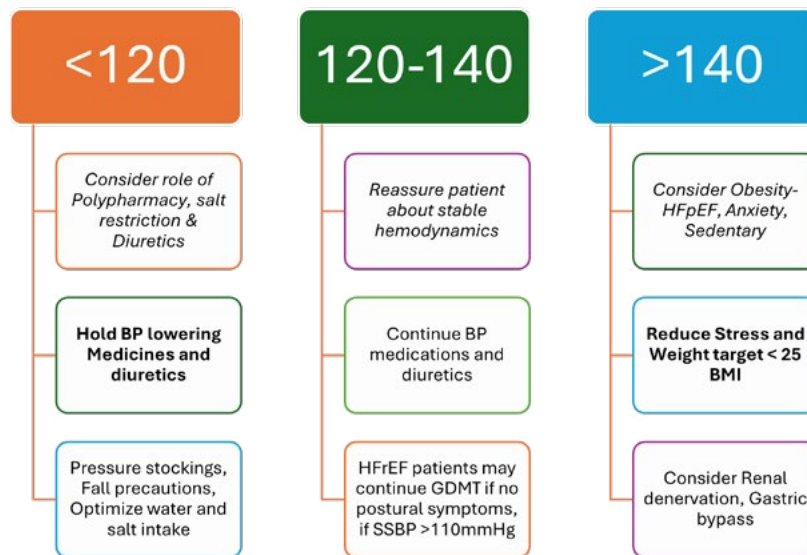 <120
Consider role of
Polypharmacy, salt
restriction &
Diuretics
Hold BP lowering
Medicines and
diuretics
Pressure stockings,
Fall precautions,
Optimize water and
salt intake
120-140
Reassure patient
about stable
hemodynamics
Continue BP
medications and
diuretics
HFrEF patients may
continue GDMT if no
postural symptoms,
if SSBP >110mmHg
>140
Consider Obesity-
HFpEF, Anxiety,
Sedentary
Reduce Stress and
Weight target < 25
BMI
Consider Renal
denervation, Gastric
bypass